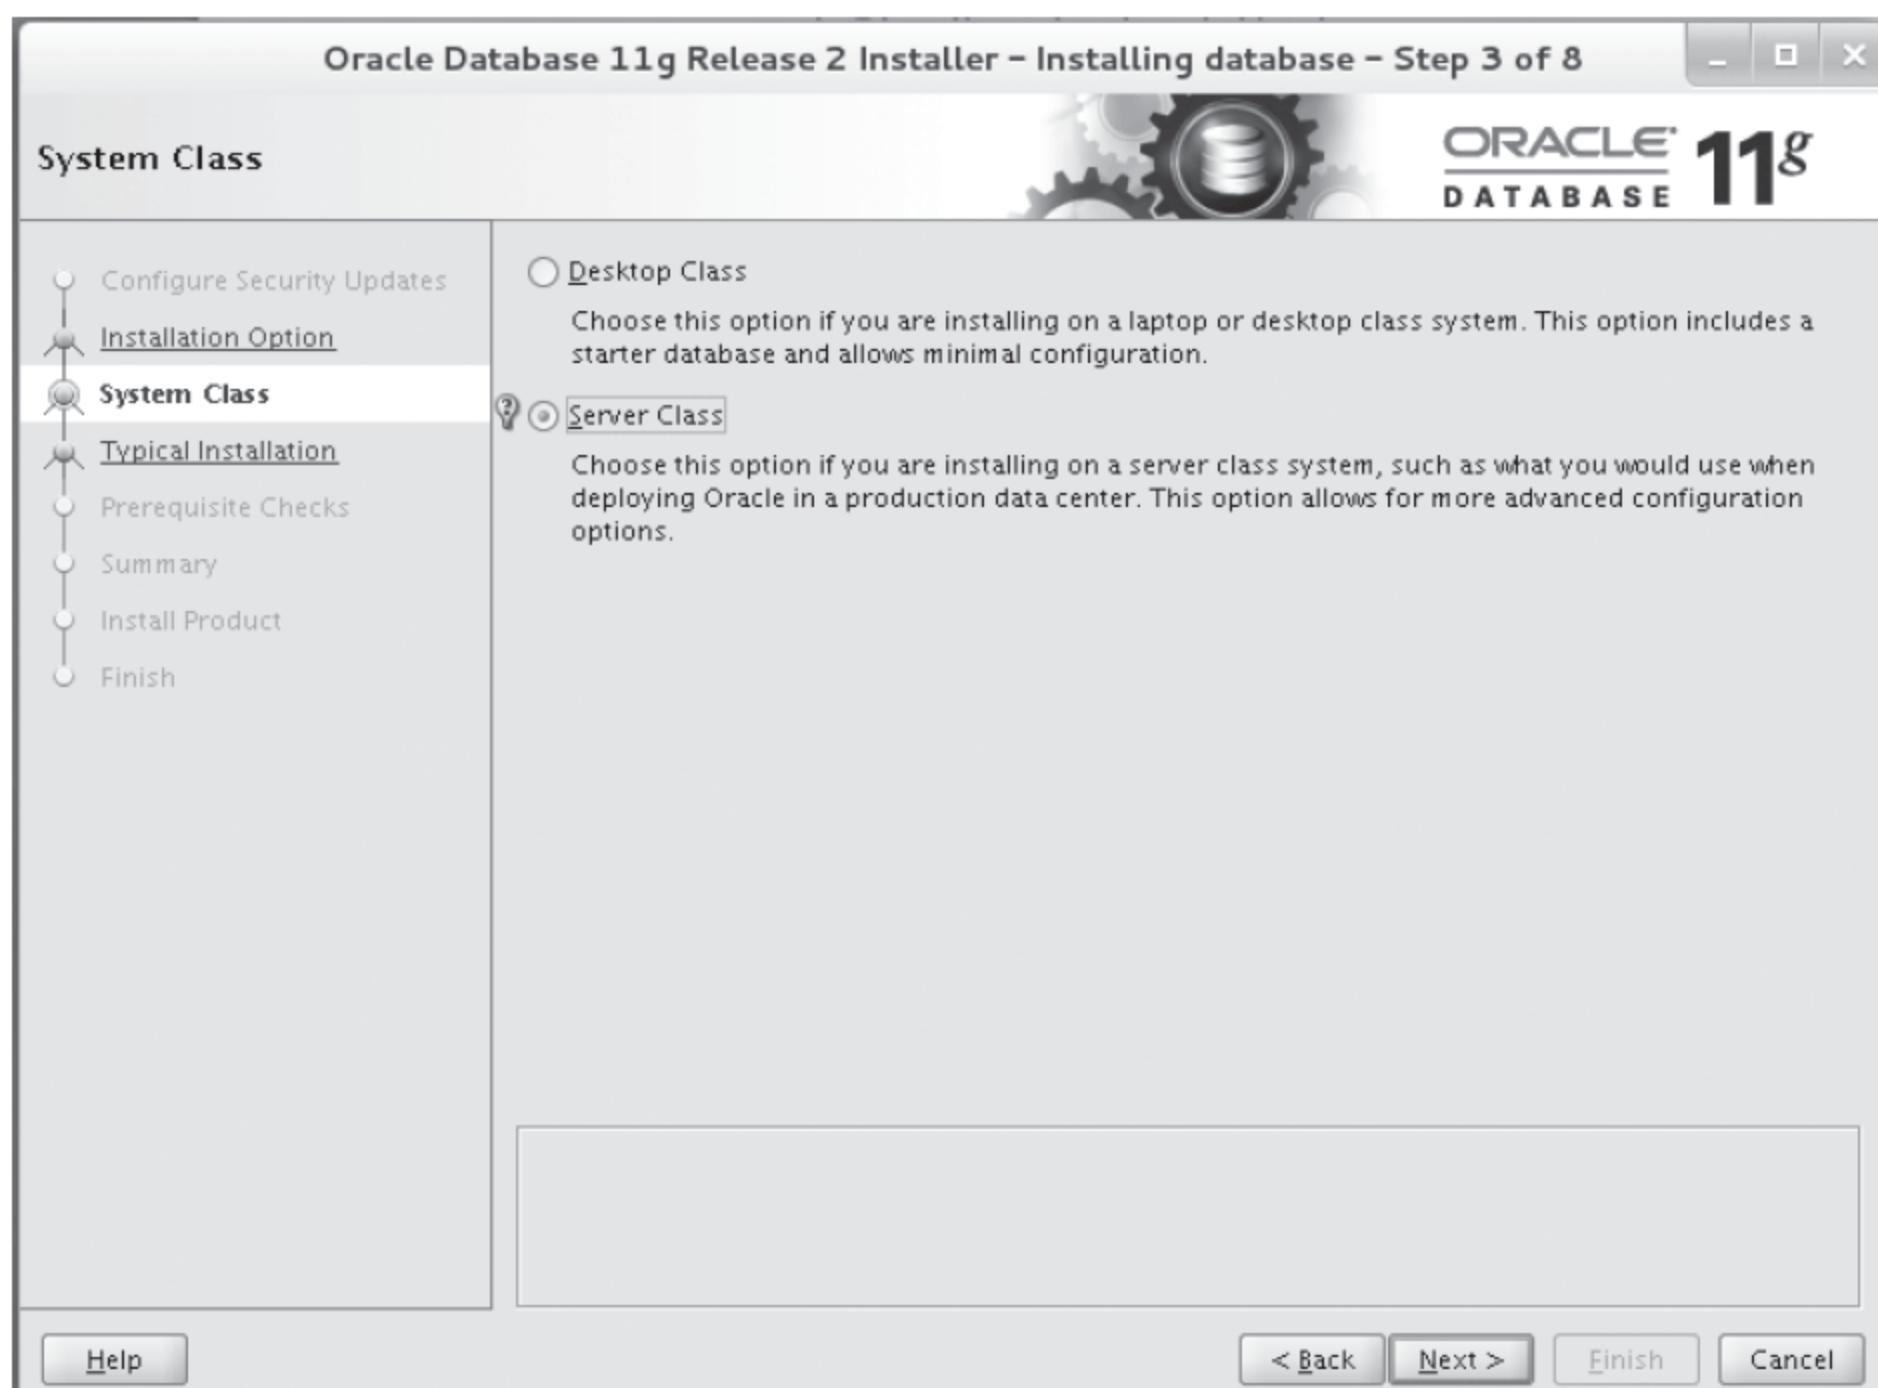 Oracle Database 11g Release 2 Installer – Installing database – Step 3 of 8
System Class
ORACLE
DATABASE
11g
Configure Security Updates
Installation Option
System Class
Typical Installation
Prerequisite Checks
Summary
Install Product
Finish
Desktop Class
Choose this option if you are installing on a laptop or desktop class system. This option includes a
starter database and allows minimal configuration.
Server Class
Choose this option if you are installing on a server class system, such as what you would use when
deploying Oracle in a production data center. This option allows for more advanced configuration
options.
Help
< Back
Next >
Finish
Cancel